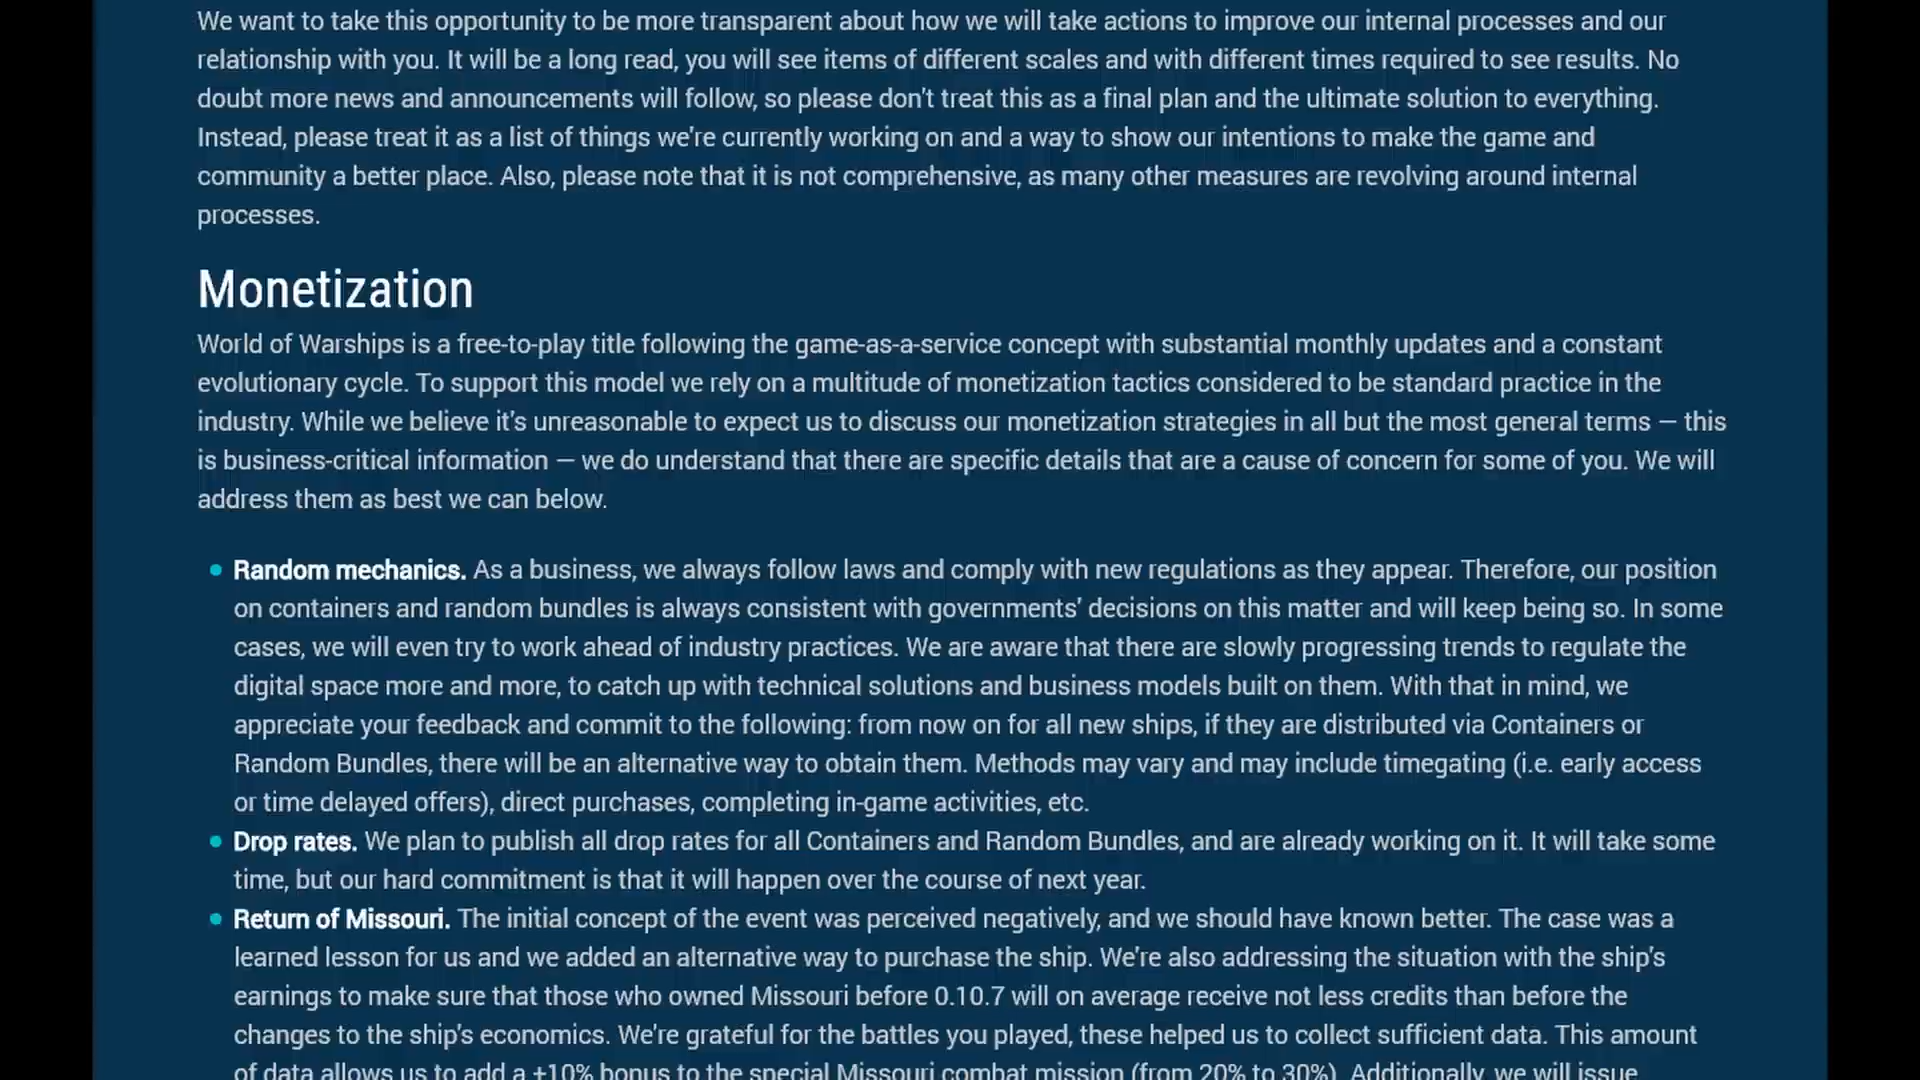 We want to take this opportunity to be more transparent about how we will take actions to improve our internal processes and our
relationship with you. It will be a long read, you will see items of different scales and with different times required to see results. No
doubt more news and announcements will follow, so please don't treat this as a final plan and the ultimate solution to everything.
Instead, please treat it as a list of things we're currently working on and a way to show our intentions to make the game and
community a better place. Also, please note that it is not comprehensive, as many other measures are revolving around internal
processes.
Monetization
World of Warships is a free-to-play title following the game-as-a-service concept with substantial monthly updates and a constant
evolutionary cycle. To support this model we rely on a multitude of monetization tactics considered to be standard practice in the
industry. While we believe it's unreasonable to expect us to discuss our monetization strategies in all but the most general terms — this
is business-critical information — we do understand that there are specific details that are a cause of concern for some of you. We will
address them as best we can below.
• Random mechanics. As a business, we always follow laws and comply with new regulations as they appear. Therefore, our position
on containers and random bundles is always consistent with governments' decisions on this matter and will keep being so. In some
cases, we will even try to work ahead of industry practices. We are aware that there are slowly progressing trends to regulate the
digital space more and more, to catch up with technical solutions and business models built on them. With that in mind, we
appreciate your feedback and commit to the following: from now on for all new ships, if they are distributed via Containers or
Random Bundles, there will be an alternative way to obtain them. Methods may vary and may include timegating (i.e. early access
or time delayed offers), direct purchases, completing in-game activities, etc.
• Drop rates. We plan to publish all drop rates for all Containers and Random Bundles, and are already working on it. It will take some
time, but our hard commitment is that it will happen over the course of next year.
• Return of Missouri. The initial concept of the event was perceived negatively, and we should have known better. The case was a
learned lesson for us and we added an alternative way to purchase the ship. We're also addressing the situation with the ship's
earnings to make sure that those who owned Missouri before 0.10.7 will on average receive not less credits than before the
changes to the ship's economics. We're grateful for the battles you played, these helped us to collect sufficient data. This amount
of data allows us to add a +10% bonus to the special Missouri combat mission (from 20% to 30%). Additionally, we will issue